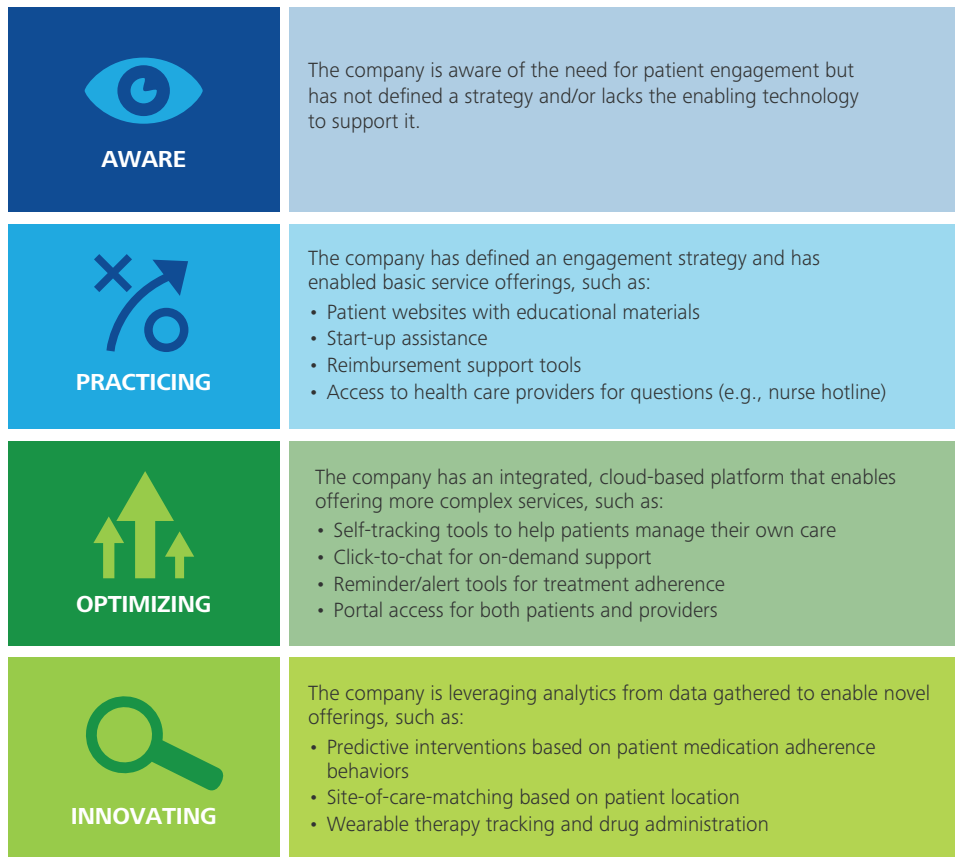 AWARE
The company is aware of the need for patient engagement but
has not defined a strategy and/or lacks the enabling technology
to support it.
PRACTICING
The company has defined an engagement strategy and has
enabled basic service offerings, such as:
• Patient websites with educational materials
• Start-up assistance
• Reimbursement support tools
• Access to health care providers for questions (e.g., nurse hotline)
OPTIMIZING
The company has an integrated, cloud-based platform that enables
offering more complex services, such as:
• Self-tracking tools to help patients manage their own care
• Click-to-chat for on-demand support
• Reminder/alert tools for treatment adherence
• Portal access for both patients and providers
INNOVATING
The company is leveraging analytics from data gathered to enable novel
offerings, such as:
• Predictive interventions based on patient medication adherence
behaviors
• Site-of-care-matching based on patient location
• Wearable therapy tracking and drug administration